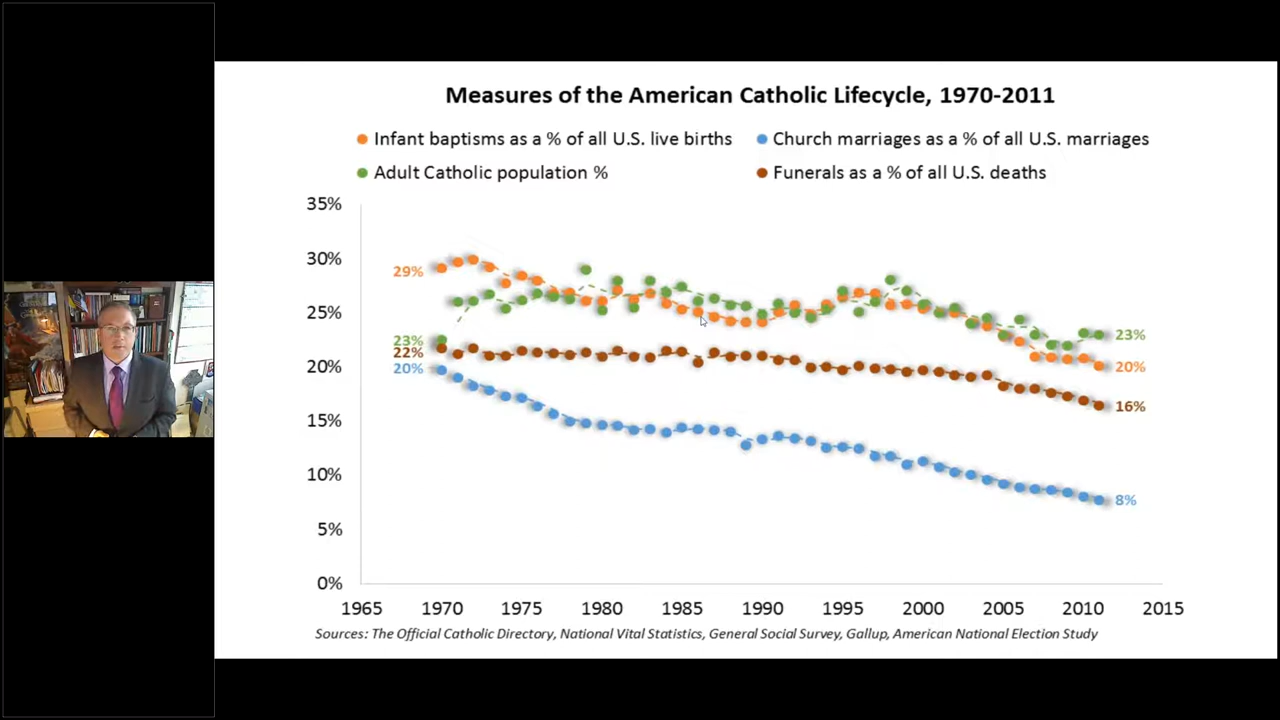 Measures of the American Catholic Lifecycle, 1970-2011
Infant baptisms as a % of all U.S. live births
Church marriages as a % of all U.S. marriages
Adult Catholic population %
Funerals as a % of all U.S. deaths
35%
30%
25%
20%
15%
10%
5%
0%
29%
23%
22%
20%
23%
20%
16%
8%
1965 1970 1975 1980 1985 1990 1995 2000 2005 2010 2015
Sources: The Official Catholic Directory, National Vital Statistics, General Social Survey, Gallup, American National Election Study